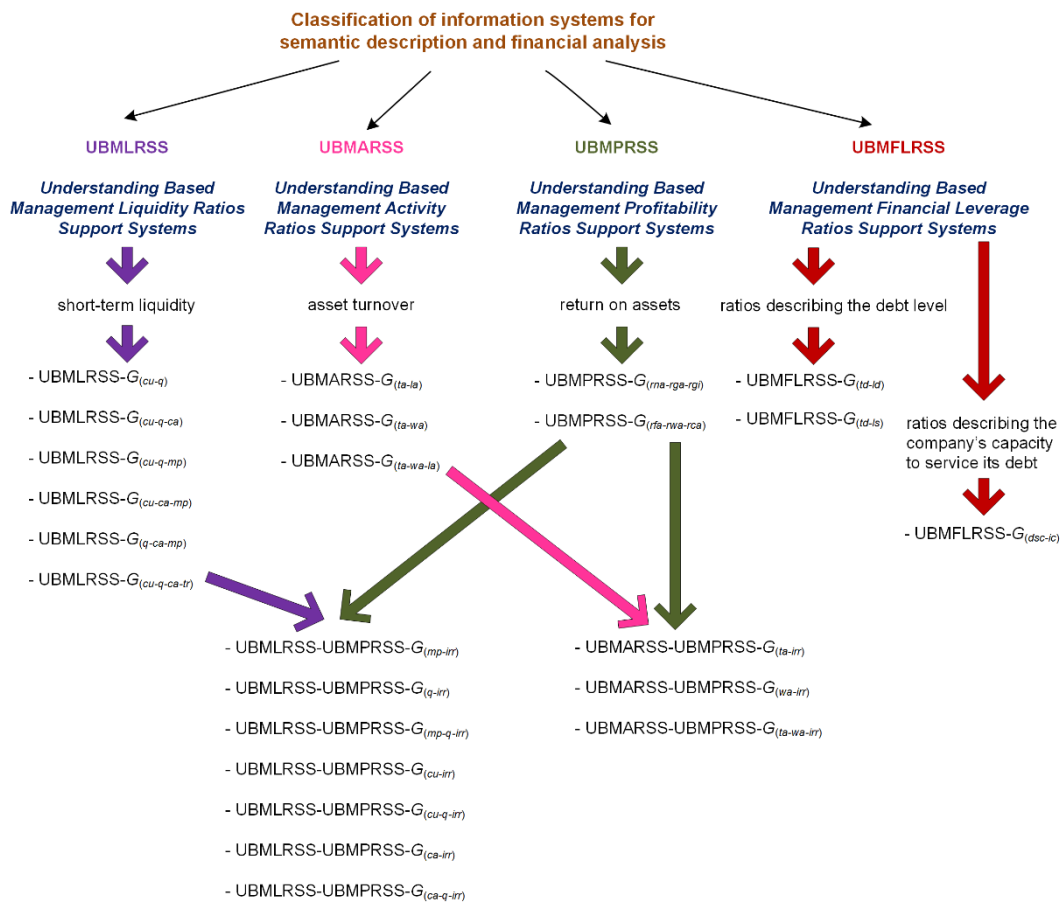 Classification of information systems for
semantic description and financial analysis
UBMLRSS
Understanding Based
Management Liquidity Ratios
Support Systems
short-term liquidity
- UBMLRSS-G(cu-q)
- UBMLRSS-G(cu-q-ca)
- UBMLRSS-G(cu-q-mp)
- UBMLRSS-G(cu-ca-mp)
- UBMLRSS-G(q-ca-mp)
- UBMLRSS-G(cu-q-ca-tr)
UBMARSS
Understanding Based
Management Activity
Ratios Support Systems
asset turnover
- UBMARSS-G(ta-la)
- UBMARSS-G(ta-wa)
- UBMARSS-G(ta-wa-la)
UBMPRSS
Understanding Based
Management Profitability
Ratios Support Systems
return on assets
- UBMPRSS-G(rna-rga-rgi)
- UBMPRSS-G(rfa-rwa-rca)
UBMFLRSS
Understanding Based
Management Financial Leverage
Ratios Support Systems
ratios describing the debt level
- UBMFLRSS-G(td-ld)
- UBMFLRSS-G(td-ls)
ratios describing the
company's capacity
to service its debt
- UBMFLRSS-G(dsc-ic)
- UBMLRSS-UBMPRSS-G(mp-irr)
- UBMLRSS-UBMPRSS-G(q-irr)
- UBMLRSS-UBMPRSS-G(mp-q-irr)
- UBMLRSS-UBMPRSS-G(cu-irr)
- UBMLRSS-UBMPRSS-G(cu-q-irr)
- UBMLRSS-UBMPRSS-G(ca-irr)
- UBMLRSS-UBMPRSS-G(ca-q-irr)
- UBMARSS-UBMPRSS-G(ta-irr)
- UBMARSS-UBMPRSS-G(wa-irr)
- UBMARSS-UBMPRSS-G(ta-wa-irr)